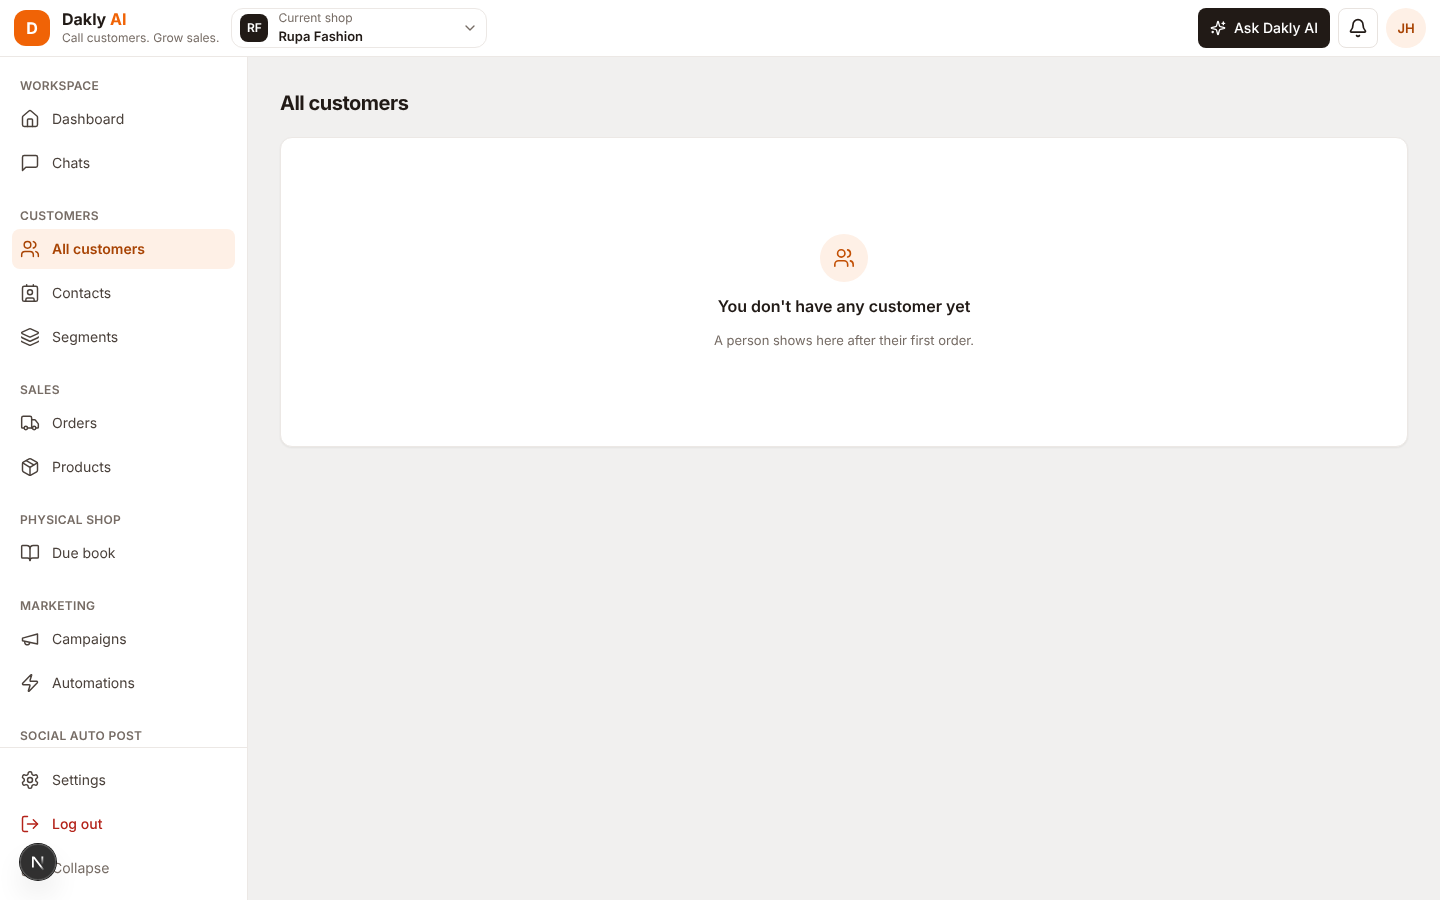 D
Dakly AI
Call customers. Grow sales.
RF
Current shop
Rupa Fashion
Ask Dakly AI
JH
WORKSPACE
Dashboard
Chats
CUSTOMERS
All customers
Contacts
Segments
SALES
Orders
Products
PHYSICAL SHOP
Due book
MARKETING
Campaigns
Automations
SOCIAL AUTO POST
Settings
Log out
N
Collapse
All customers
You don't have any customer yet
A person shows here after their first order.